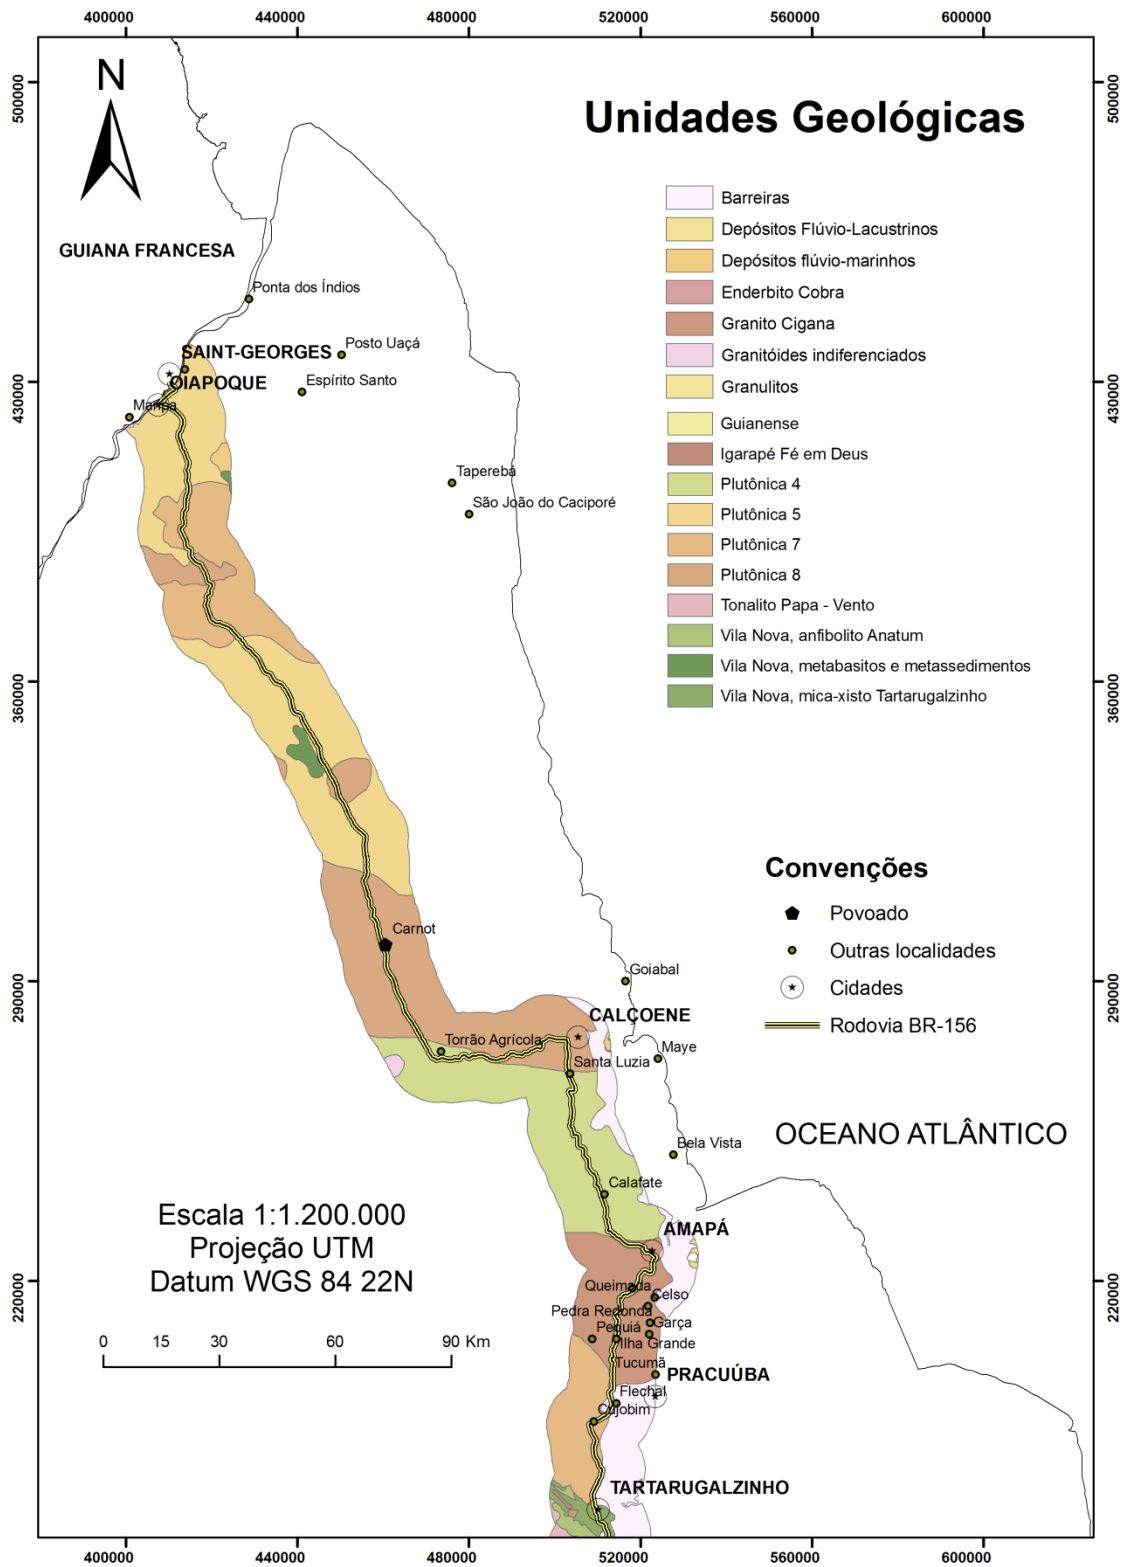 400000 440000 480000 520000 560000 600000
500000
500000
N
Unidades Geológicas
Barreiras
Depósitos Flúvio-Lacustrinos
Depósitos flúvio-marinhos
Enderbito Cobra
Granito Cigana
Granitóides indiferenciados
Granulitos
Guianense
Igarapé Fé em Deus
Plutônica 4
Plutônica 5
Plutônica 7
Plutônica 8
Tonalito Papa - Vento
Vila Nova, anfibolito Anatum
Vila Nova, metabasitos e metassedimentos
Vila Nova, mica-xisto Tartarugalzinho
GUIANA FRANCESA
Ponta dos Índios
Posto Uaçá
SAINT-GEORGES
Espírito Santo
OIAPOQUE
430000
430000
Manpa
Taperebá
São João do Caciporé
360000
360000
Convenções
Povoado
Outras localidades
Cidades
Rodovia BR-156
Carnot
Goiabal
290000
290000
CALÇOENE
Torrão Agrícola
Maye
Santa Luzia
OCEANO ATLÂNTICO
Bela Vista
Calafate
AMAPÁ
Escala 1:1.200.000
Projeção UTM
Datum WGS 84 22N
220000
220000
Queimada
Celso
Pedra Redonda
Garça
Pequiá
Ilha Grande
Tucumã
PRACUÚBA
Flechal
Cujobim
TARTARUGALZINHO
0 15 30 60 90 Km
400000 440000 480000 520000 560000 600000